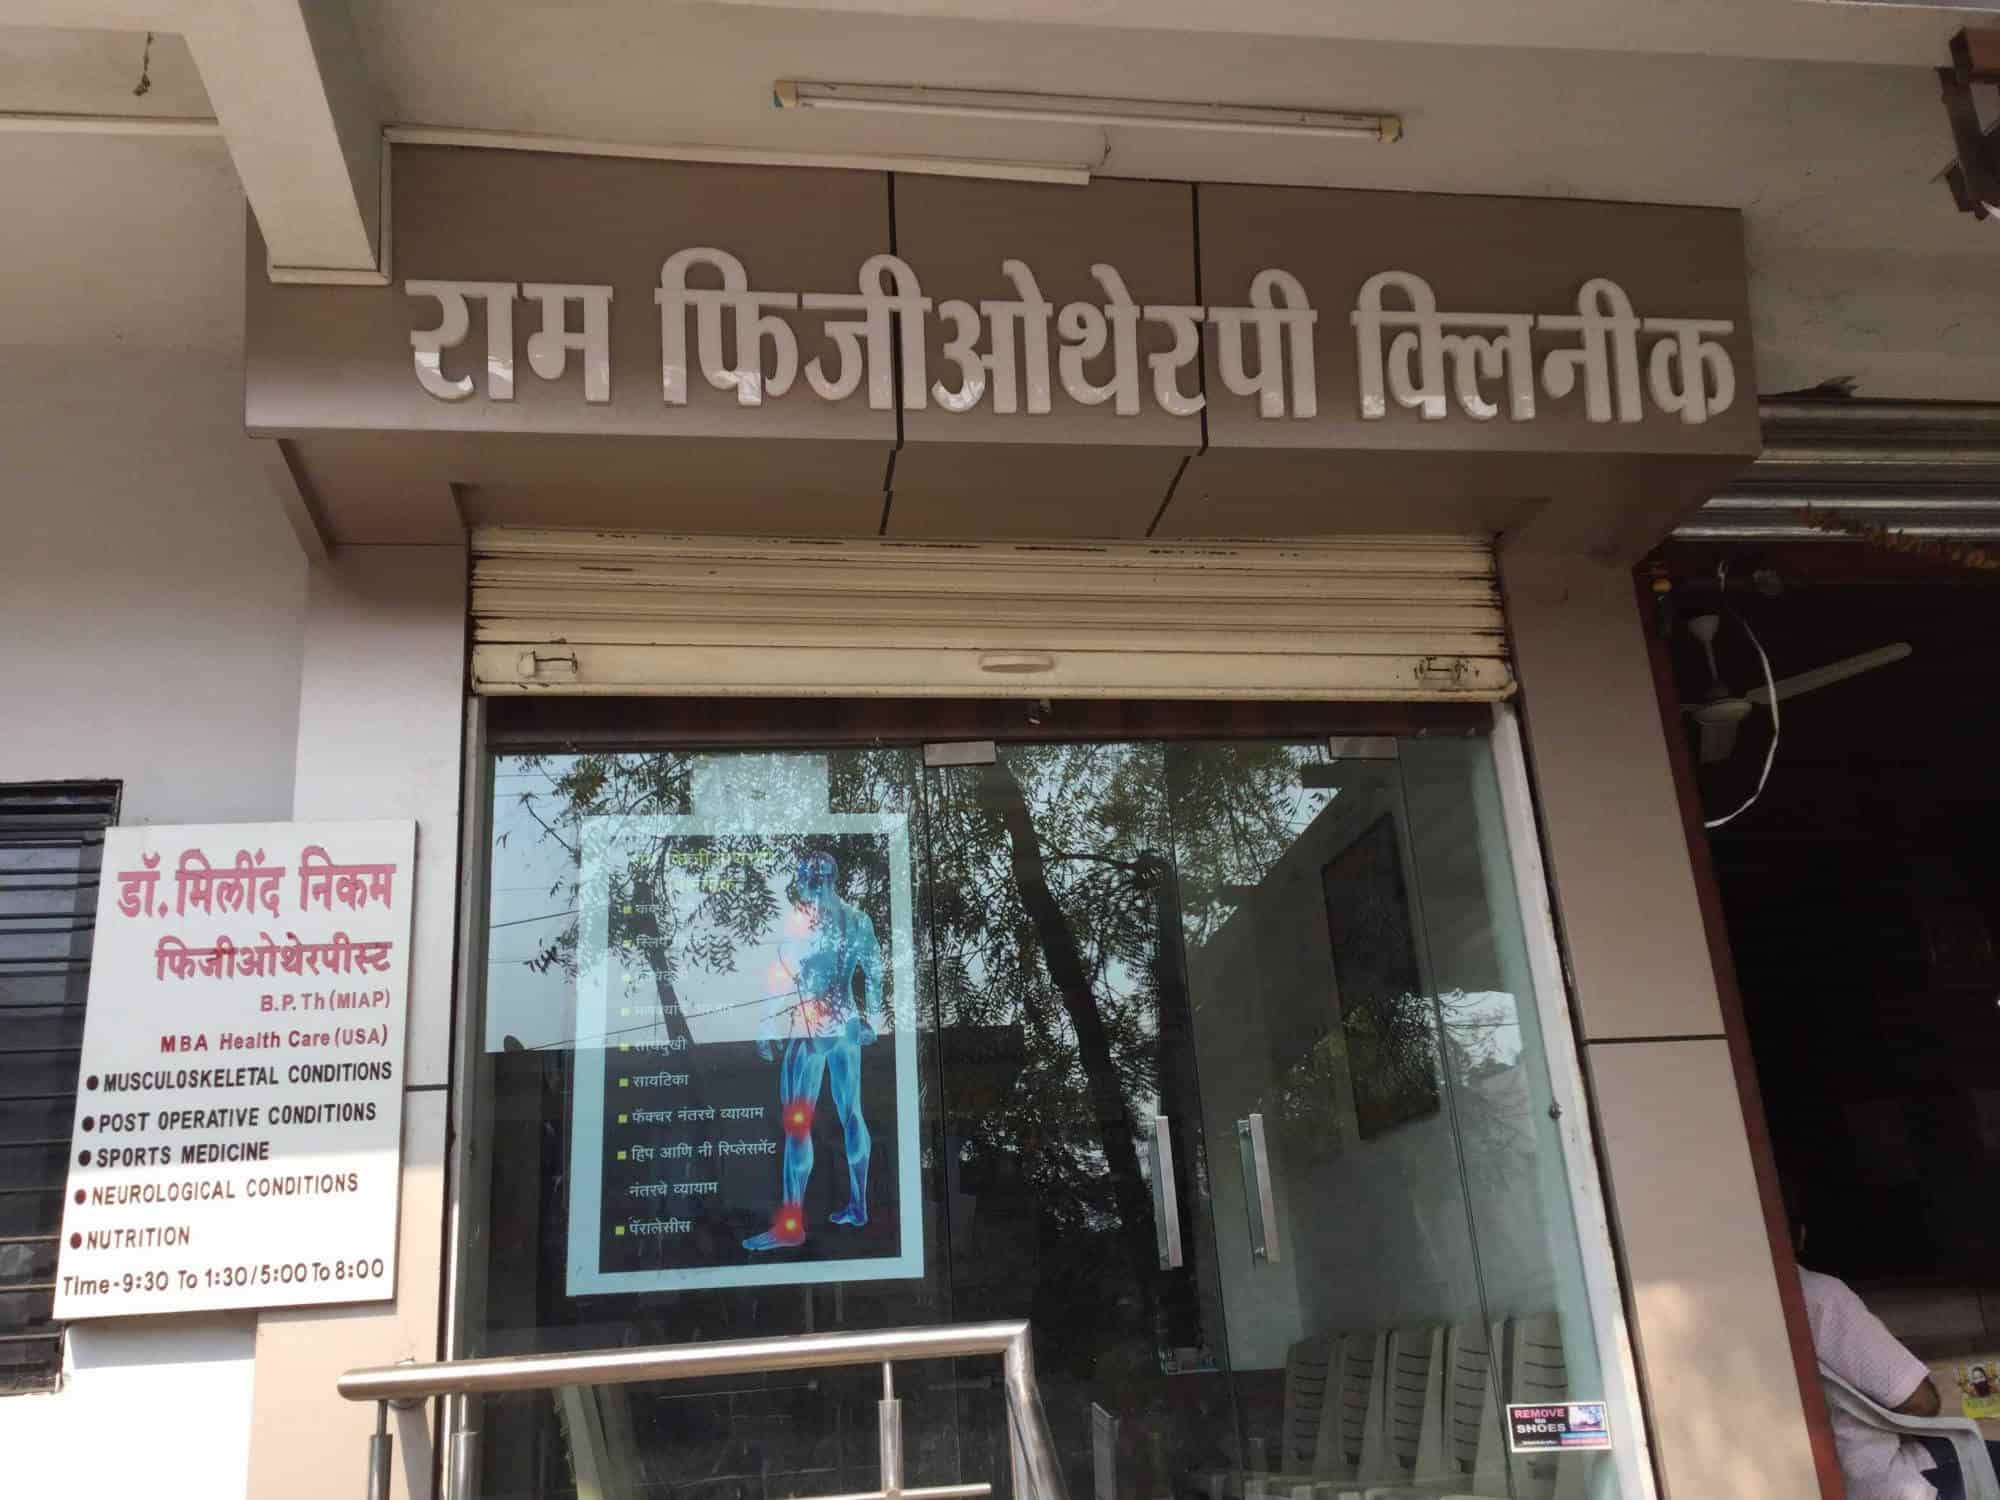 राम फिजीओथेरपी क्लिनीक
डॉ. मिलींद निकम
फिजीओथेरपीस्ट
B.P.Th (MIAP)
MBA Health Care (USA)
● MUSCULOSKELETAL CONDITIONS
● POST OPERATIVE CONDITIONS
● SPORTS MEDICINE
● NEUROLOGICAL CONDITIONS
● NUTRITION
Time - 9:30 To 1:30/5:00 To 8:00
■ सायटिका
■ फॅक्चर नंतरचे व्यायाम
■ हिप आणि नी रिप्लेसमेंट
नंतरचे व्यायाम
■ पॅरालेसीस
REMOVE
SHOES